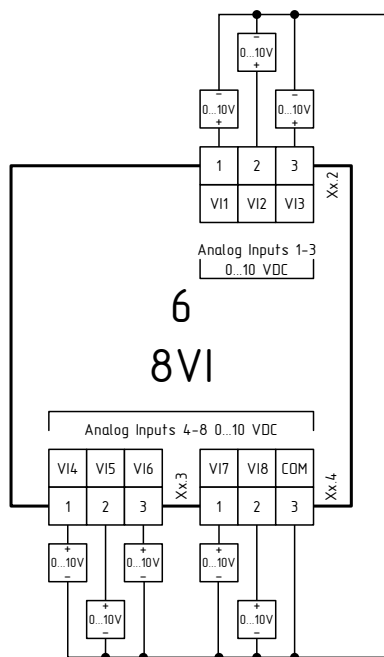 −
0...10V
+
−
0...10V
+
−
0...10V
+
1 2 3
VI1 VI2 VI3
Xx.2
Analog Inputs 1-3
0...10 VDC
6
8VI
Analog Inputs 4-8 0...10 VDC
VI4 VI5 VI6
1 2 3
Xx.3
VI7 VI8 COM
1 2 3
Xx.4
+
0...10V
−
+
0...10V
−
+
0...10V
−
+
0...10V
−
+
0...10V
−